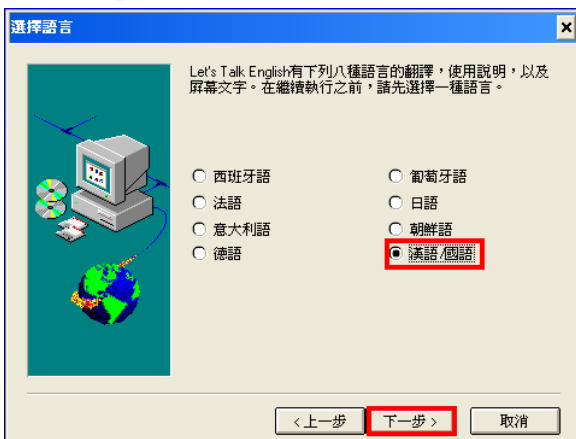 選擇語言
Let's Talk English有下列八種語言的翻譯，使用說明，以及
屏幕文字。在繼續執行之前，請先選擇一種語言。
西班牙語
葡萄牙語
法語
日語
意大利語
朝鮮語
德語
漢語/國語
<上一步
下一步>
取消